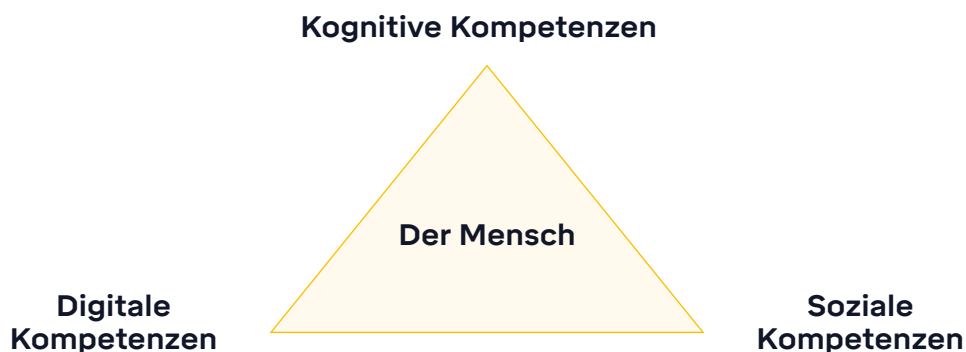 Kognitive Kompetenzen
Der Mensch
Digitale
Kompetenzen
Soziale
Kompetenzen